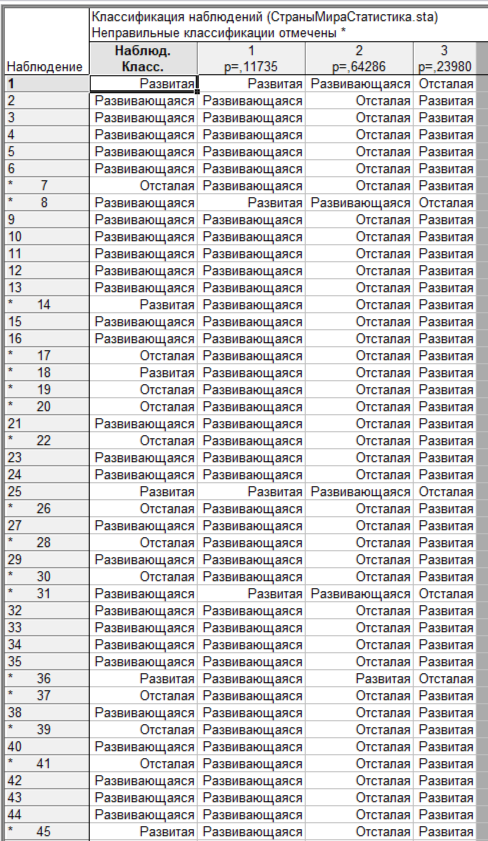 Классификация наблюдений (СтраныМираСтатистика.sta)
Неправильные классификации отмечены *
Наблюдение Наблюд. Класс. 1 p=,11735 2 p=,64286 3 p=,23980
1 Развитая Развитая Развивающаяся Отсталая
2 Развивающаяся Развивающаяся Отсталая Развитая
3 Развивающаяся Развивающаяся Отсталая Развитая
4 Развивающаяся Развивающаяся Отсталая Развитая
5 Развивающаяся Развивающаяся Отсталая Развитая
6 Развивающаяся Развивающаяся Отсталая Развитая
* 7 Отсталая Развивающаяся Отсталая Развитая
* 8 Развивающаяся Развитая Развивающаяся Отсталая
9 Развивающаяся Развивающаяся Отсталая Развитая
10 Развивающаяся Развивающаяся Отсталая Развитая
11 Развивающаяся Развивающаяся Отсталая Развитая
12 Развивающаяся Развивающаяся Отсталая Развитая
13 Развивающаяся Развивающаяся Отсталая Развитая
* 14 Развитая Развивающаяся Отсталая Развитая
15 Развивающаяся Развивающаяся Отсталая Развитая
16 Развивающаяся Развивающаяся Отсталая Развитая
* 17 Отсталая Развивающаяся Отсталая Развитая
* 18 Развитая Развивающаяся Отсталая Развитая
* 19 Отсталая Развивающаяся Отсталая Развитая
* 20 Отсталая Развивающаяся Отсталая Развитая
21 Развивающаяся Развивающаяся Отсталая Развитая
* 22 Отсталая Развивающаяся Отсталая Развитая
23 Развивающаяся Развивающаяся Отсталая Развитая
24 Развивающаяся Развивающаяся Отсталая Развитая
25 Развитая Развитая Развивающаяся Отсталая
* 26 Отсталая Развивающаяся Отсталая Развитая
27 Развивающаяся Развивающаяся Отсталая Развитая
* 28 Отсталая Развивающаяся Отсталая Развитая
29 Развивающаяся Развивающаяся Отсталая Развитая
* 30 Отсталая Развивающаяся Отсталая Развитая
* 31 Развивающаяся Развитая Развивающаяся Отсталая
32 Развивающаяся Развивающаяся Отсталая Развитая
33 Развивающаяся Развивающаяся Отсталая Развитая
34 Развивающаяся Развивающаяся Отсталая Развитая
35 Развивающаяся Развивающаяся Отсталая Развитая
* 36 Развитая Развивающаяся Развитая Отсталая
* 37 Отсталая Развивающаяся Отсталая Развитая
38 Развивающаяся Развивающаяся Отсталая Развитая
* 39 Отсталая Развивающаяся Отсталая Развитая
40 Развивающаяся Развивающаяся Отсталая Развитая
* 41 Отсталая Развивающаяся Отсталая Развитая
42 Развивающаяся Развивающаяся Отсталая Развитая
43 Развивающаяся Развивающаяся Отсталая Развитая
44 Развивающаяся Развивающаяся Отсталая Развитая
* 45 Развитая Развивающаяся Отсталая Развитая